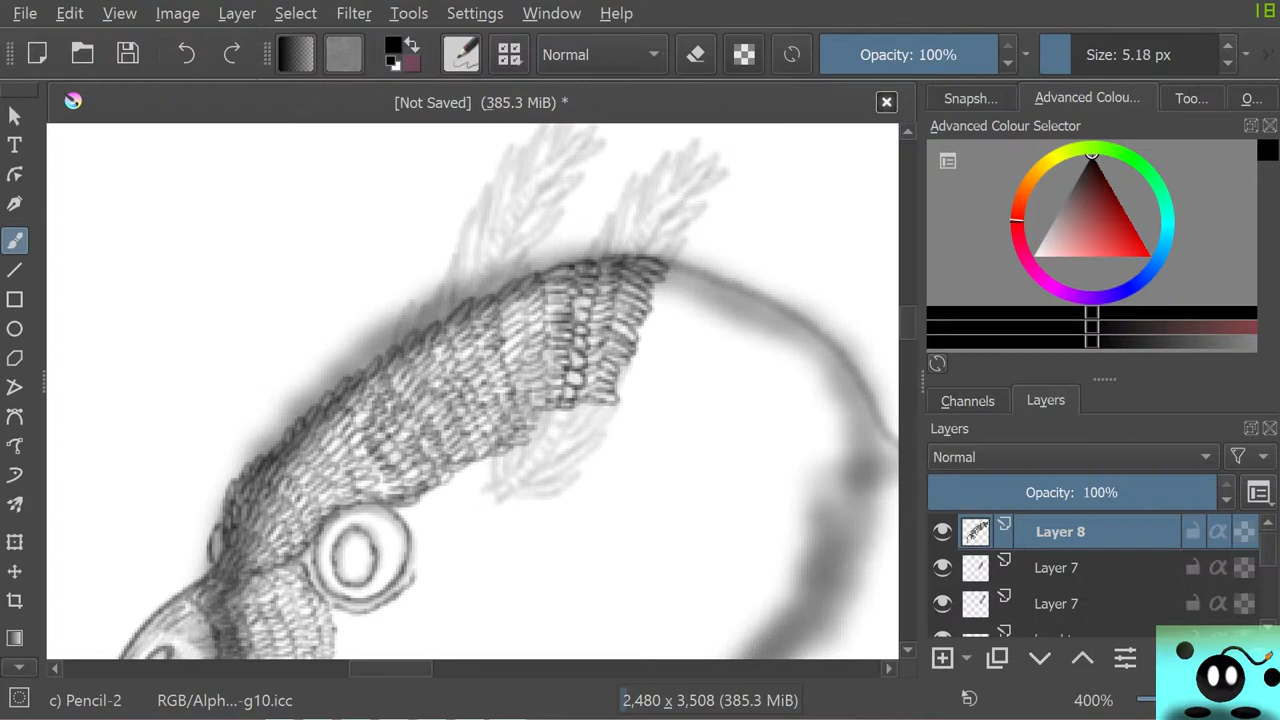 File Edit View Image Layer Select Filter Tools Settings Window Help
18
Normal
Opacity: 100%
Size: 5.18 px
[Not Saved] (385.3 MiB) *
Snapsh...
Advanced Colou...
Too...
O...
Advanced Colour Selector
Channels
Layers
Layers
Normal
Opacity: 100%
Layer 8
Layer 7
Layer 7
c) Pencil-2
RGB/Alph...-g10.icc
2,480 x 3,508 (385.3 MiB)
400%